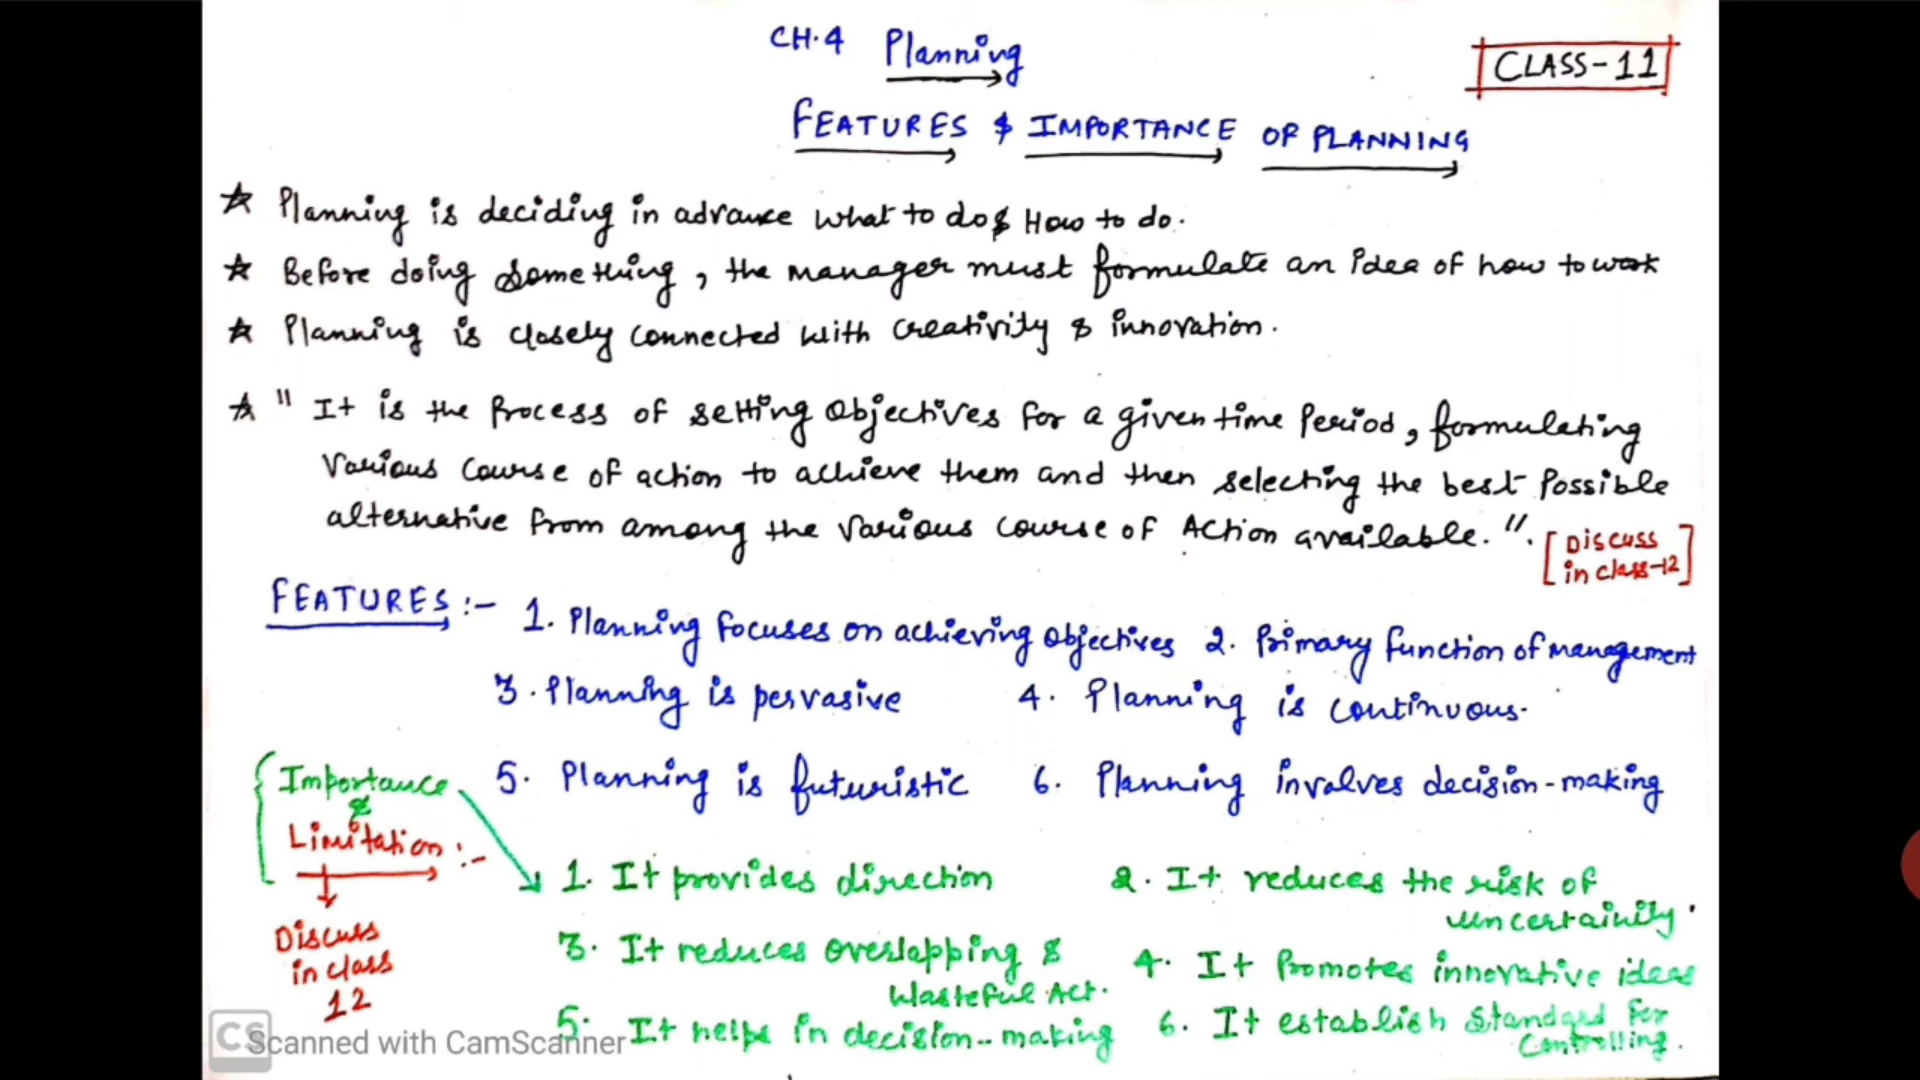 CH.4 Planning
CLASS-11
FEATURES & IMPORTANCE OF PLANNING
☆ Planning is deciding in advance what to do & How to do.
☆ Before doing something, the manager must formulate an idea of how to work
☆ Planning is closely connected with creativity & innovation.
☆ " It is the Process of setting objectives for a given time Period, formulating
Various course of action to achieve them and then selecting the best Possible
alternative from among the Various course of Action available.".
[Discuss
in class-12]
FEATURES :- 1. Planning focuses on achieving objectives 2. Primary function of management
3. Planning is pervasive 4. Planning is continuous.
5. Planning is futuristic 6. Planning involves decision-making
Importance
&
Limitation :-
Discuss
in class
12
1. It provides direction 2. It reduces the risk of
uncertainity.
3. It reduces overlapping &
Wasteful Act.
4. It Promotes innovative ideas
5. It helps in decision-making 6. It establish Standard for
Controlling.
CS Scanned with CamScanner